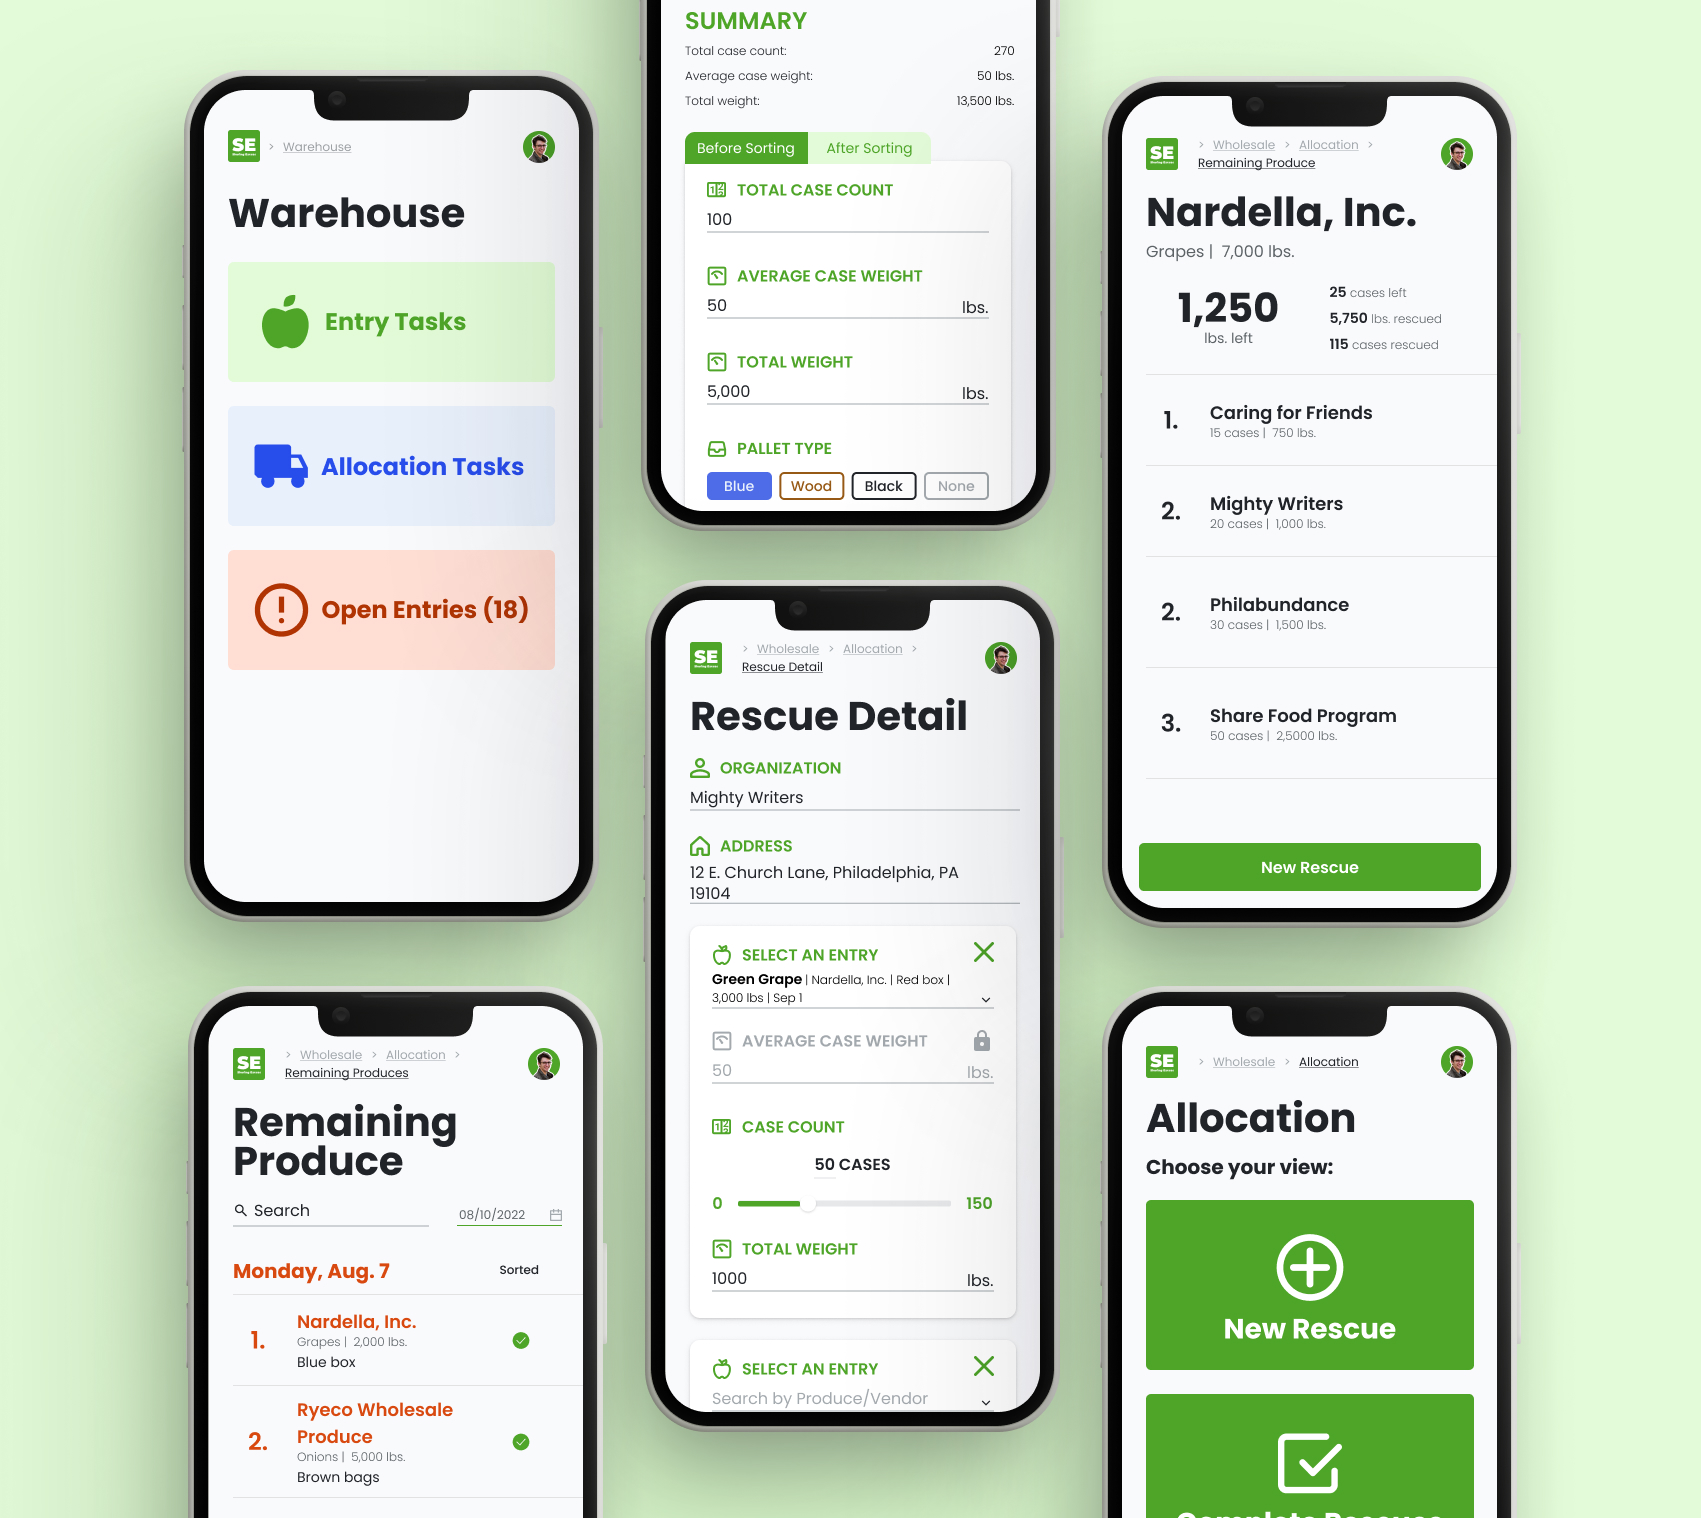 SE
> Warehouse
Warehouse
Entry Tasks
Allocation Tasks
Open Entries (18)
SUMMARY
Total case count: 270
Average case weight: 50 lbs.
Total weight: 13,500 lbs.
Before Sorting After Sorting
TOTAL CASE COUNT
100
AVERAGE CASE WEIGHT
50 lbs.
TOTAL WEIGHT
5,000 lbs.
PALLET TYPE
Blue Wood Black None
SE
> Wholesale > Allocation >
Remaining Produce
Nardella, Inc.
Grapes | 7,000 lbs.
1,250
lbs. left
25 cases left
5,750 lbs. rescued
115 cases rescued
1. Caring for Friends
15 cases | 750 lbs.
2. Mighty Writers
20 cases | 1,000 lbs.
2. Philabundance
30 cases | 1,500 lbs.
3. Share Food Program
50 cases | 2,5000 lbs.
New Rescue
SE
> Wholesale > Allocation >
Rescue Detail
Rescue Detail
ORGANIZATION
Mighty Writers
ADDRESS
12 E. Church Lane, Philadelphia, PA
19104
SELECT AN ENTRY
Green Grape | Nardella, Inc. | Red box |
3,000 lbs | Sep 1
AVERAGE CASE WEIGHT
50 lbs.
CASE COUNT
50 CASES
0 150
TOTAL WEIGHT
1000 lbs.
SELECT AN ENTRY
Search by Produce/Vendor
SE
> Wholesale > Allocation >
Remaining Produces
Remaining
Produce
Search 08/10/2022
Monday, Aug. 7 Sorted
1. Nardella, Inc.
Grapes | 2,000 lbs.
Blue box
2. Ryeco Wholesale
Produce
Onions | 5,000 lbs.
Brown bags
SE
> Wholesale > Allocation
Allocation
Choose your view:
New Rescue
Complete Rescues